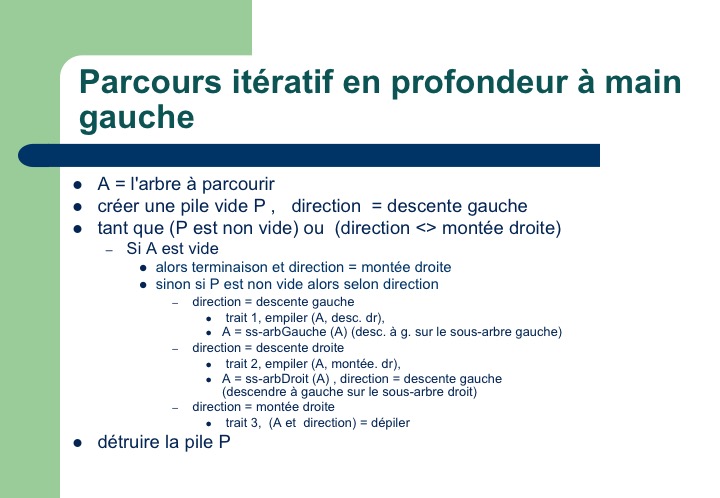 Parcours itératif en profondeur à main
gauche
● A = l'arbre à parcourir
● créer une pile vide P , direction = descente gauche
● tant que (P est non vide) ou (direction <> montée droite)
– Si A est vide
● alors terminaison et direction = montée droite
● sinon si P est non vide alors selon direction
– direction = descente gauche
● trait 1, empiler (A, desc. dr),
● A = ss-arbGauche (A) (desc. à g. sur le sous-arbre gauche)
– direction = descente droite
● trait 2, empiler (A, montée. dr),
● A = ss-arbDroit (A) , direction = descente gauche
(descendre à gauche sur le sous-arbre droit)
– direction = montée droite
● trait 3, (A et direction) = dépiler
● détruire la pile P